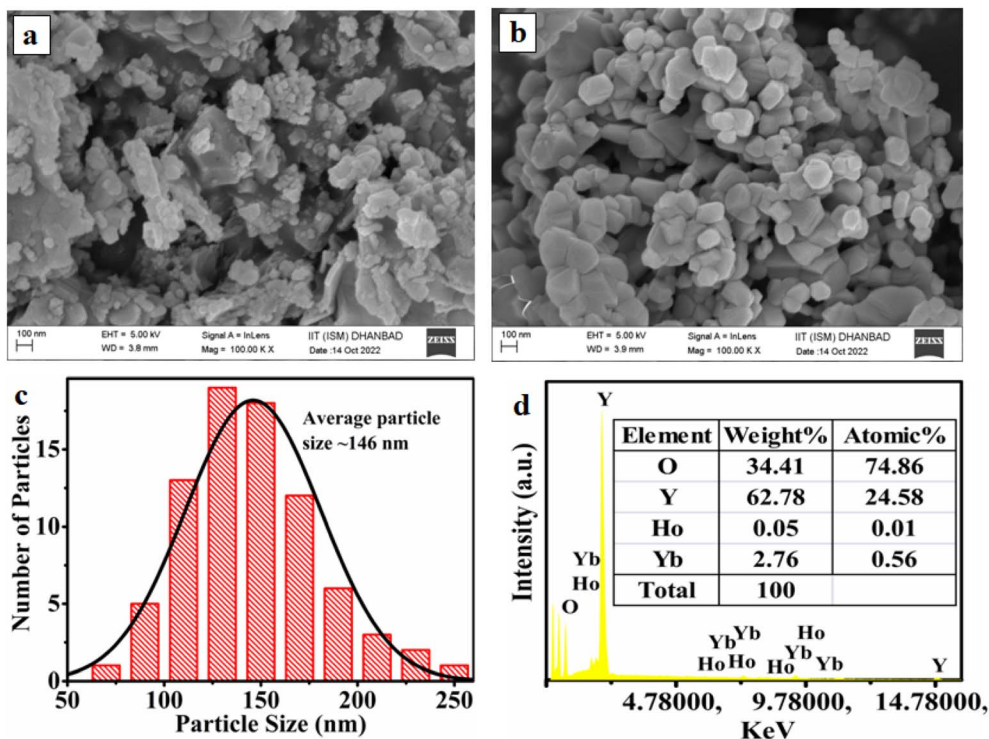 a
100 nm
EHT = 5.00 kV
WD = 3.8 mm
Signal A = InLens
Mag = 100.00 K X
IIT (ISM) DHANBAD
Date :14 Oct 2022
ZEISS
b
100 nm
EHT = 5.00 kV
WD = 3.9 mm
Signal A = InLens
Mag = 100.00 K X
IIT (ISM) DHANBAD
Date :14 Oct 2022
ZEISS
c
Average particle
size ~146 nm
Number of Particles
15
10
5
0
50 100 150 200 250
Particle Size (nm)
d
Y
Element Weight% Atomic%
O 34.41 74.86
Y 62.78 24.58
Ho 0.05 0.01
Yb 2.76 0.56
Total 100
Intensity (a.u.)
Yb
Ho
O
Yb Yb
Ho Ho
Ho
Yb
Ho Yb
Y
4.78000, 9.78000, 14.78000,
KeV